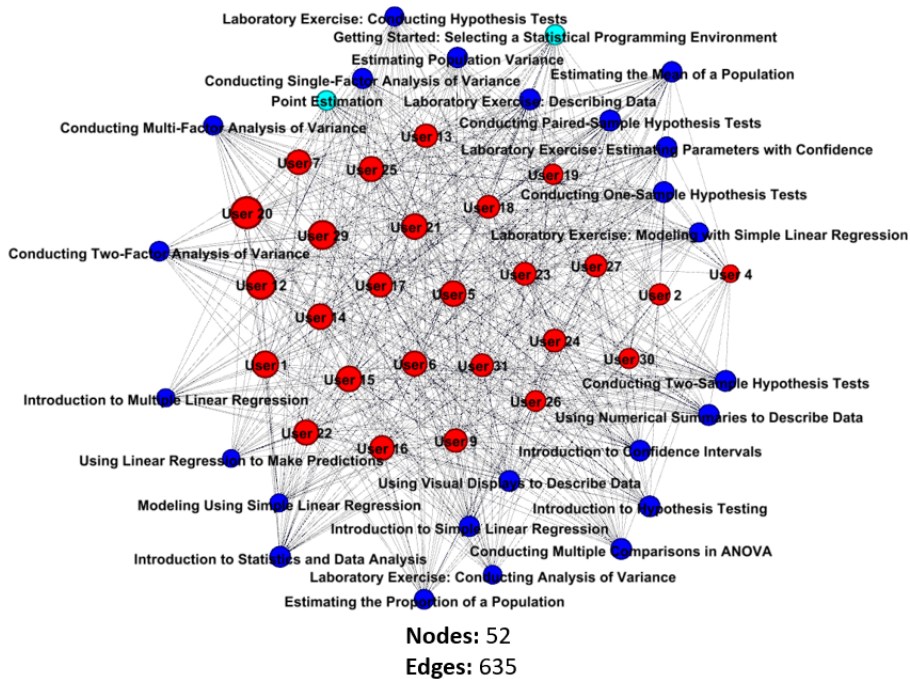 Laboratory Exercise: Conducting Hypothesis Tests
Getting Started: Selecting a Statistical Programming Environment
Estimating Population Variance
Conducting Single-Factor Analysis of Variance
Estimating the Mean of a Population
Point Estimation
Laboratory Exercise: Describing Data
Conducting Multi-Factor Analysis of Variance
Conducting Paired-Sample Hypothesis Tests
User 13
Laboratory Exercise: Estimating Parameters with Confidence
User 7
User 25
User 19
Conducting One-Sample Hypothesis Tests
User 20
User 18
User 29
User 21
Laboratory Exercise: Modeling with Simple Linear Regression
Conducting Two-Factor Analysis of Variance
User 27
User 23
User 4
User 12
User 17
User 5
User 2
User 14
User 24
User 30
User 1
User 6
User 31
User 15
Conducting Two-Sample Hypothesis Tests
Introduction to Multiple Linear Regression
User 26
Using Numerical Summaries to Describe Data
User 22
User 16
User 9
Introduction to Confidence Intervals
Using Linear Regression to Make Predictions
Using Visual Displays to Describe Data
Modeling Using Simple Linear Regression
Introduction to Hypothesis Testing
Introduction to Simple Linear Regression
Conducting Multiple Comparisons in ANOVA
Introduction to Statistics and Data Analysis
Laboratory Exercise: Conducting Analysis of Variance
Estimating the Proportion of a Population
Nodes: 52
Edges: 635